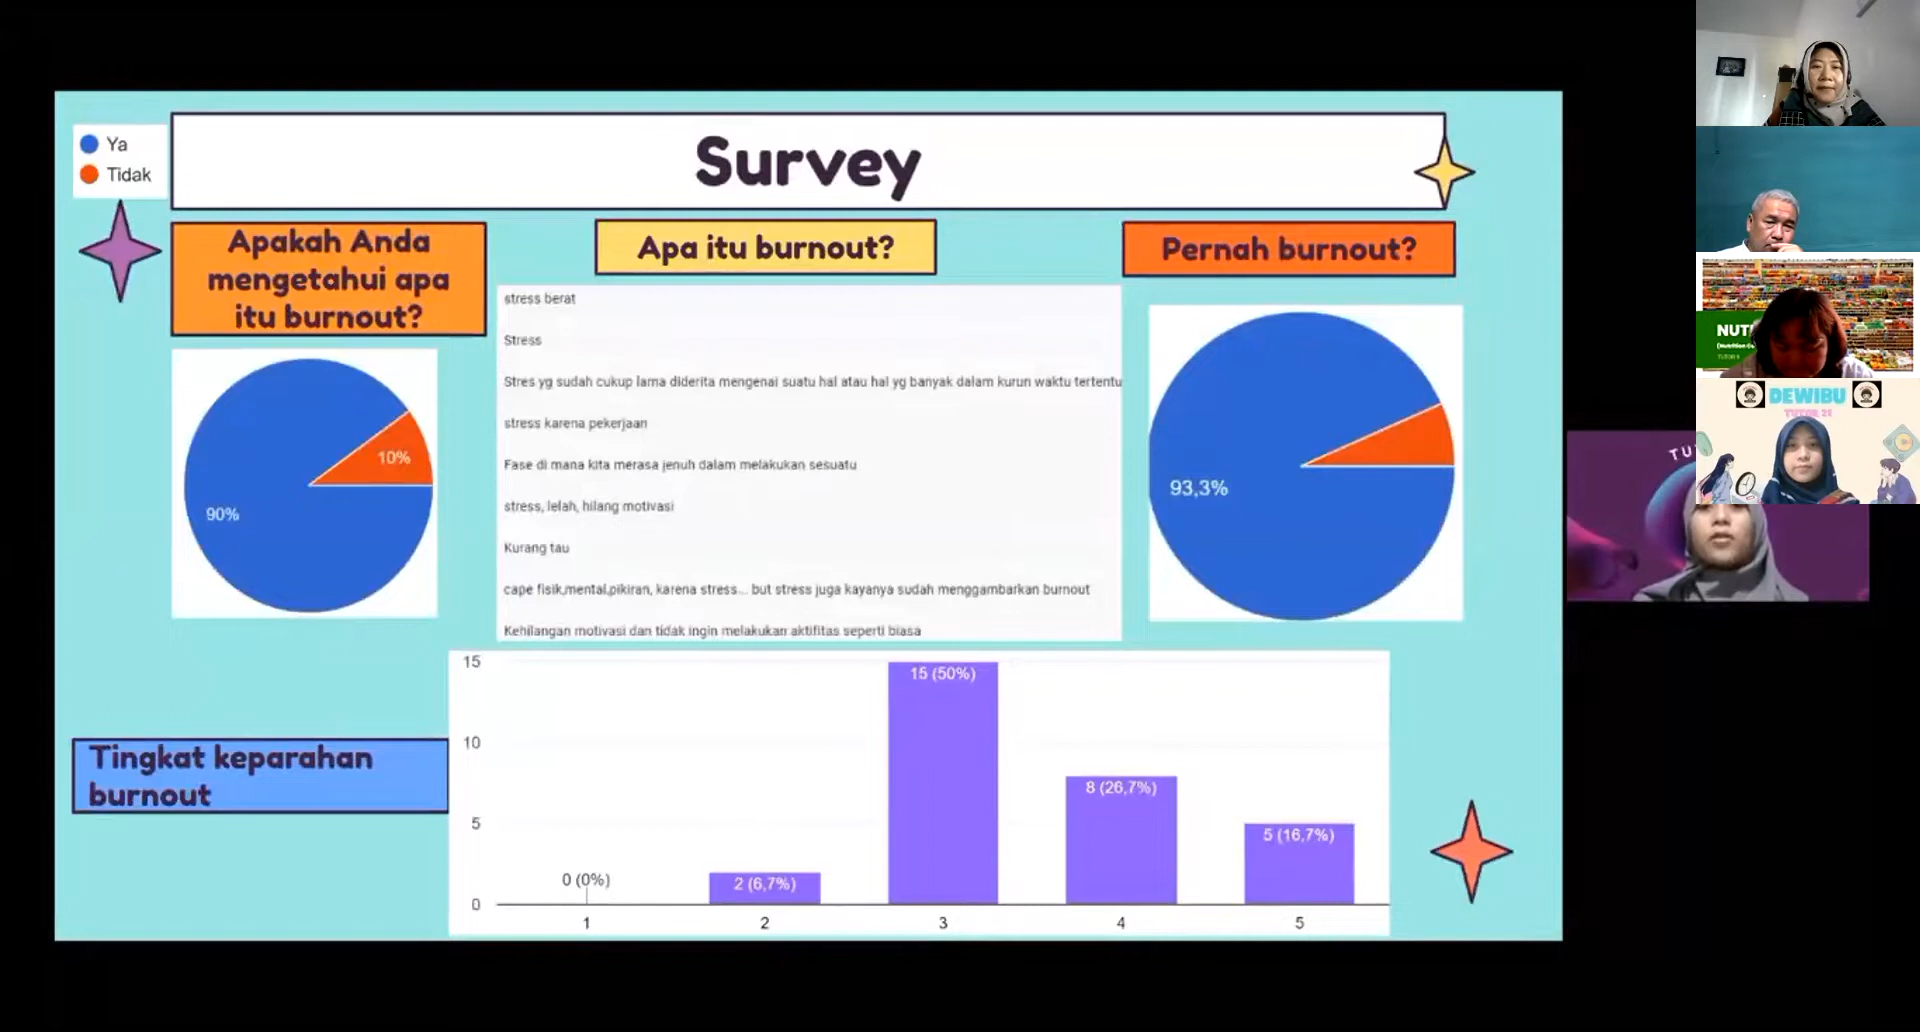 Survey
Ya
Tidak
Apakah Anda
mengetahui apa
itu burnout?
10%
90%
Apa itu burnout?
stress berat
Stress
Stres yg sudah cukup lama diderita mengenai suatu hal atau hal yg banyak dalam kurun waktu tertentu
stress karena pekerjaan
Fase di mana kita merasa jenuh dalam melakukan sesuatu
stress, lelah, hilang motivasi
Kurang tau
cape fisik,mental,pikiran, karena stress... but stress juga kayanya sudah menggambarkan burnout
Kehilangan motivasi dan tidak ingin melakukan aktifitas seperti biasa
Pernah burnout?
93,3%
Tingkat keparahan
burnout
15
10
5
0
0 (0%)
2 (6,7%)
15 (50%)
8 (26,7%)
5 (16,7%)
1
2
3
4
5
NUT
DEWIBU
TUTOR 21
TU